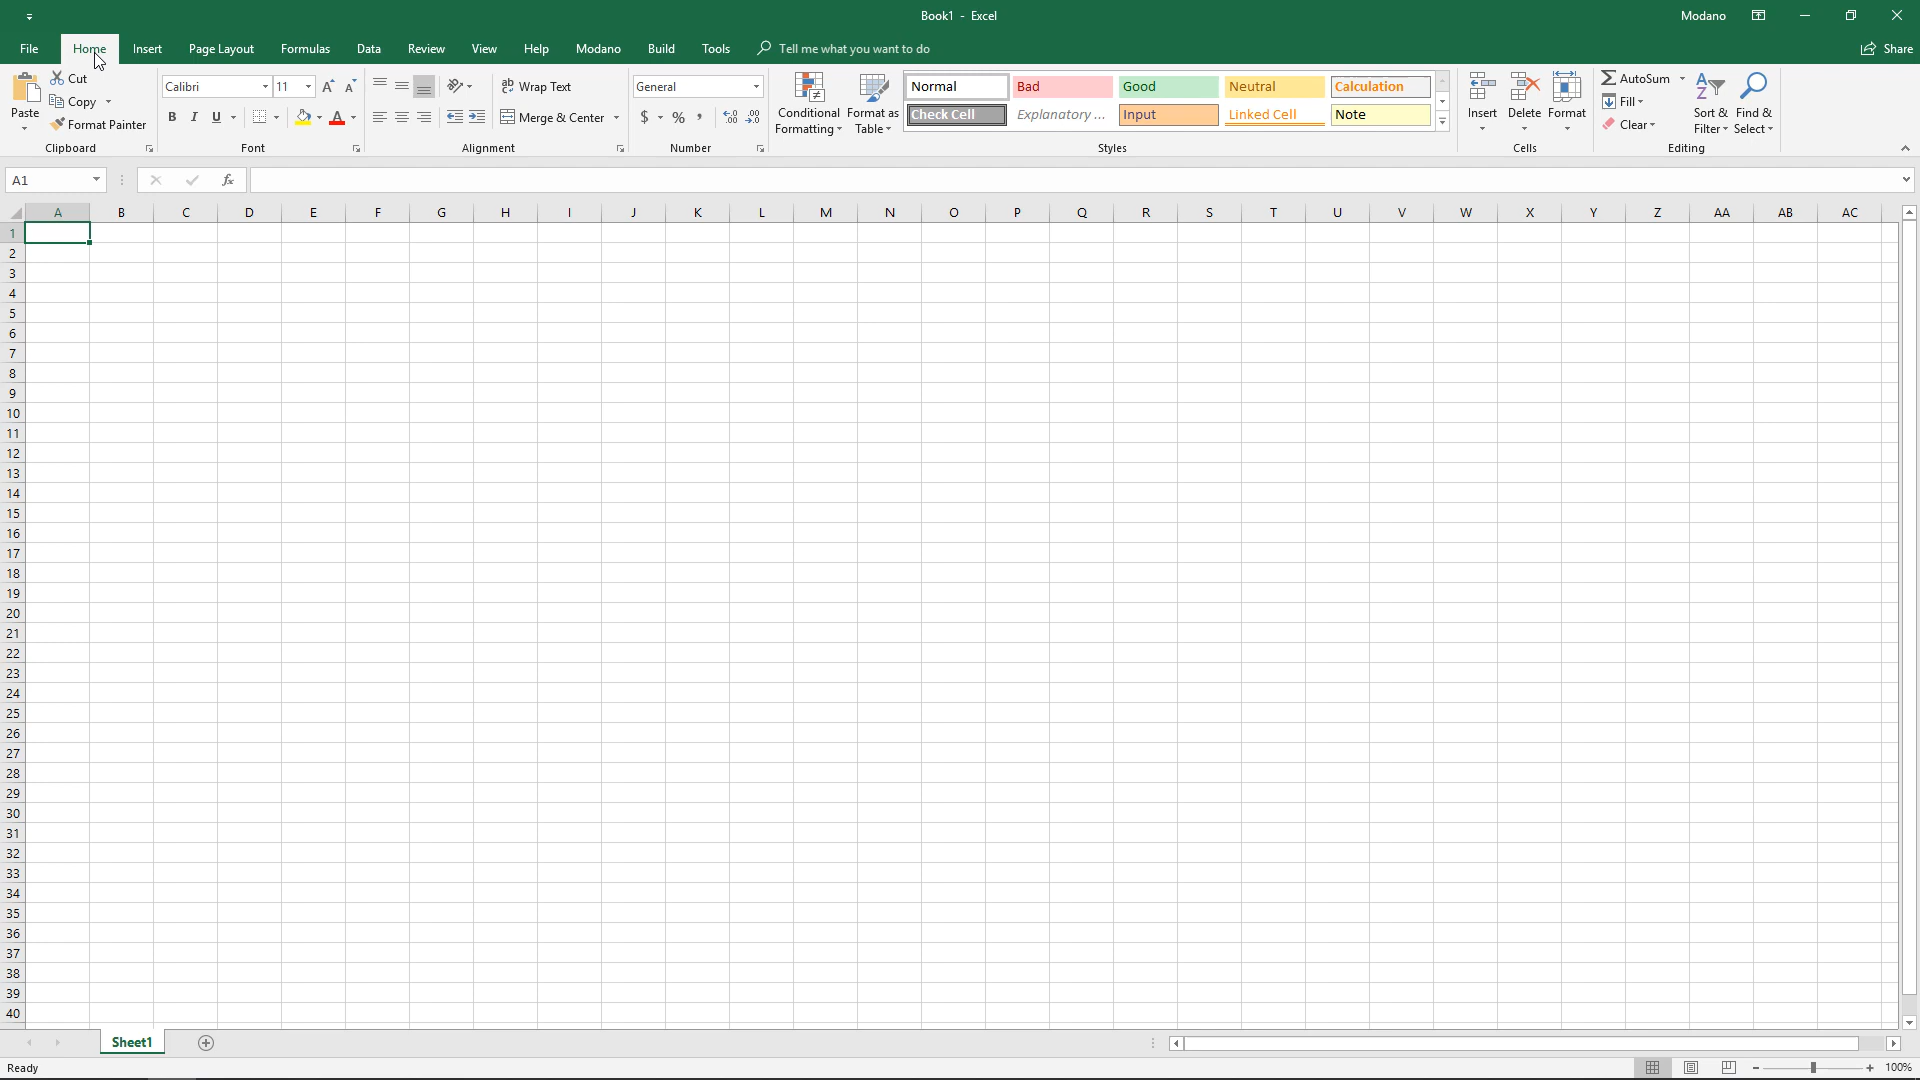 Book1 - Excel
Modano
File Home Insert Page Layout Formulas Data Review View Help Modano Build Tools Tell me what you want to do Share
Paste
Cut
Copy
Format Painter
Clipboard
Calibri 11
B I U A
Font
Wrap Text
Merge & Center
Alignment
General
$ % ,
Number
Conditional Formatting
Format as Table
Normal Bad Good Neutral Calculation
Check Cell Explanatory ... Input Linked Cell Note
Styles
Insert Delete Format
Cells
AutoSum
Fill
Clear
Sort & Filter
Find & Select
Editing
A1 fx
A B C D E F G H I J K L M N O P Q R S T U V W X Y Z AA AB AC
1
2
3
4
5
6
7
8
9
10
11
12
13
14
15
16
17
18
19
20
21
22
23
24
25
26
27
28
29
30
31
32
33
34
35
36
37
38
39
40
Sheet1
Ready 100%